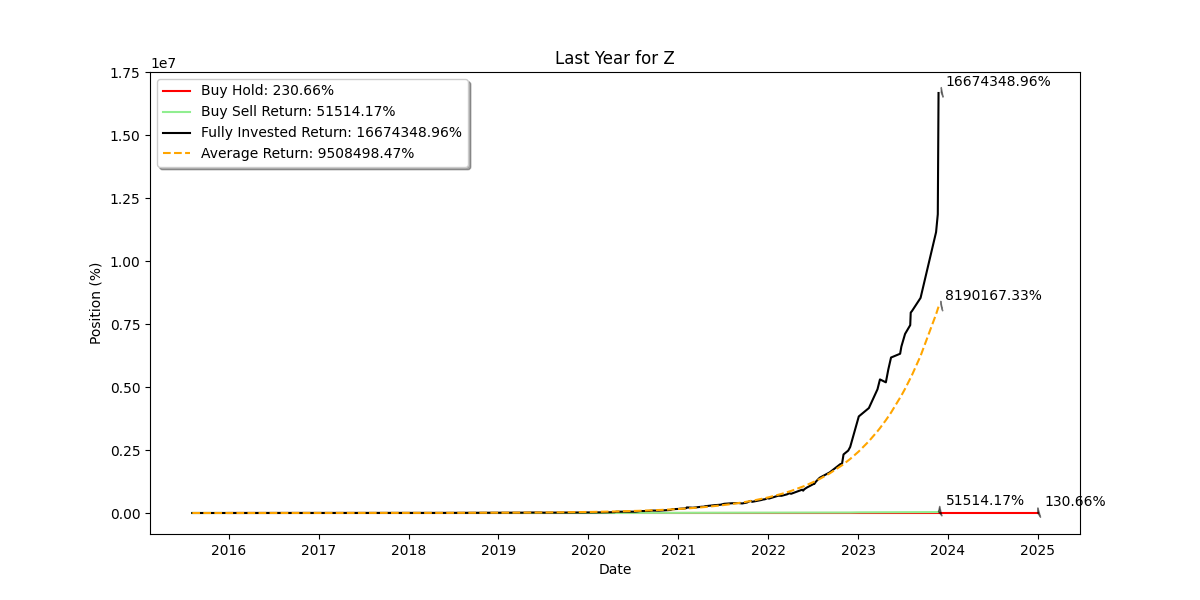 Last Year for Z
1e7
1.75
1.50
1.25
1.00
0.75
0.50
0.25
0.00
Position (%)
Buy Hold: 230.66%
Buy Sell Return: 51514.17%
Fully Invested Return: 16674348.96%
Average Return: 9508498.47%
16674348.96%
8190167.33%
51514.17%
130.66%
2016 2017 2018 2019 2020 2021 2022 2023 2024 2025
Date